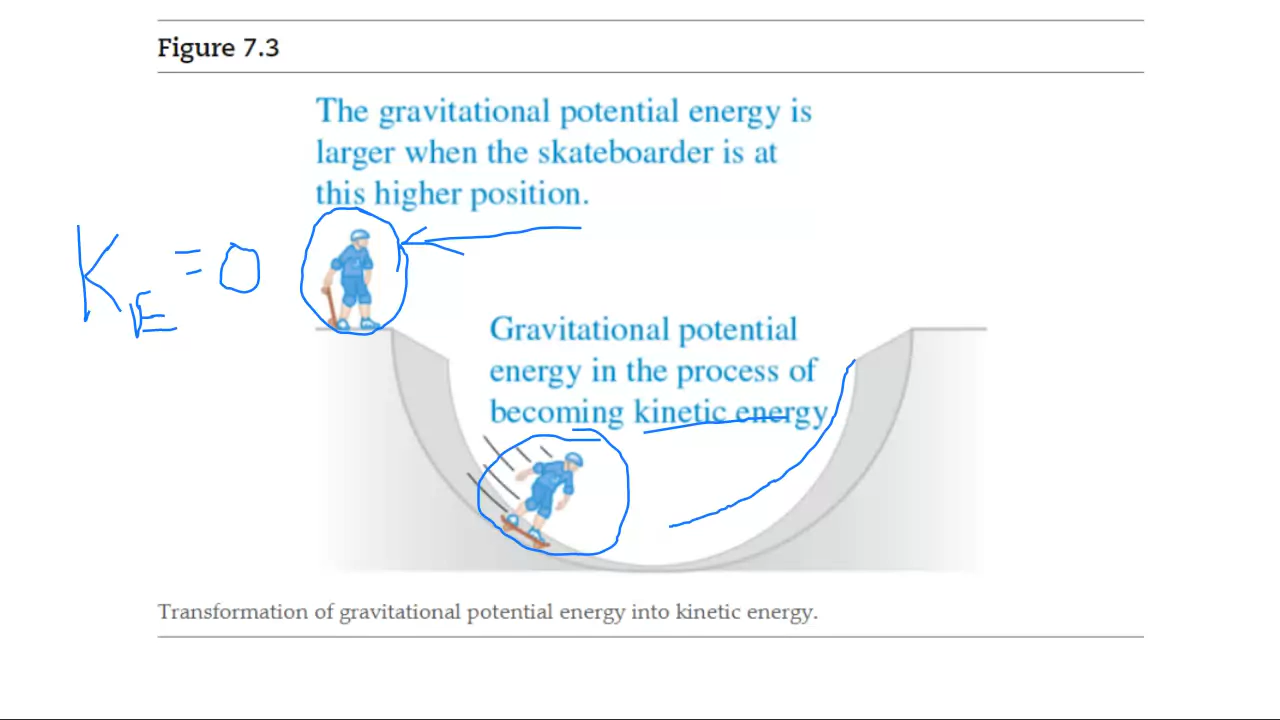 Figure 7.3
The gravitational potential energy is
larger when the skateboarder is at
this higher position.
KE = 0
Gravitational potential
energy in the process of
becoming kinetic energy
Transformation of gravitational potential energy into kinetic energy.